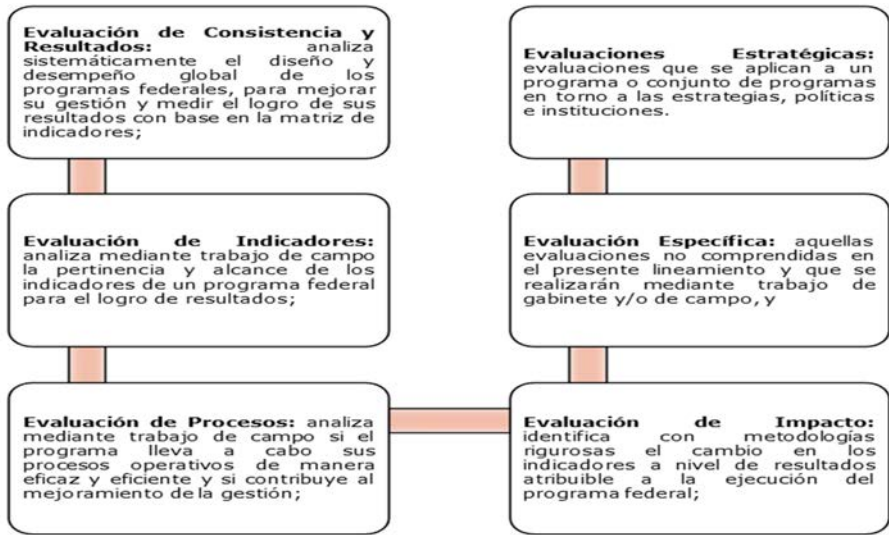 Evaluación de Consistencia y
Resultados: analiza
sistemáticamente el diseño y
desempeño global de los
programas federales, para mejorar
su gestión y medir el logro de sus
resultados con base en la matriz de
indicadores;
Evaluación de Indicadores:
analiza mediante trabajo de campo
la pertinencia y alcance de los
indicadores de un programa federal
para el logro de resultados;
Evaluación de Procesos: analiza
mediante trabajo de campo si el
programa lleva a cabo sus
procesos operativos de manera
eficaz y eficiente y si contribuye al
mejoramiento de la gestión;
Evaluación de Impacto:
identifica con metodologías
rigurosas el cambio en los
indicadores a nivel de resultados
atribuible a la ejecución del
programa federal;
Evaluación Específica: aquellas
evaluaciones no comprendidas en
el presente lineamiento y que se
realizarán mediante trabajo de
gabinete y/o de campo, y
Evaluaciones Estratégicas:
evaluaciones que se aplican a un
programa o conjunto de programas
en torno a las estrategias, políticas
e instituciones.